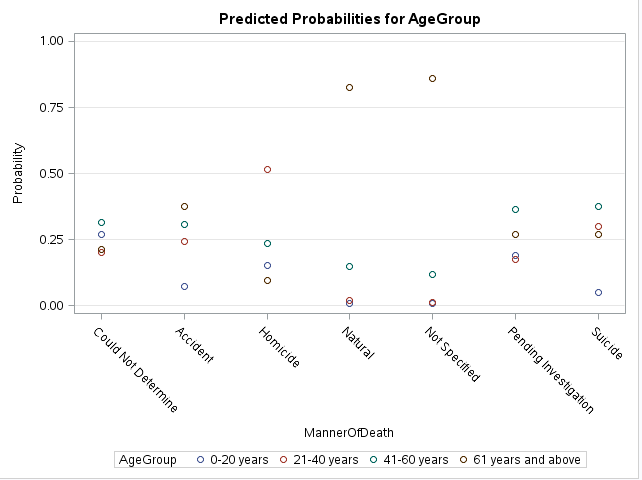 Predicted Probabilities for AgeGroup
1.00
0.75
0.50
0.25
0.00
Probability
Could Not Determine
Accident
Homicide
Natural
Not Specified
Pending Investigation
Suicide
MannerOfDeath
AgeGroup 0-20 years 21-40 years 41-60 years 61 years and above